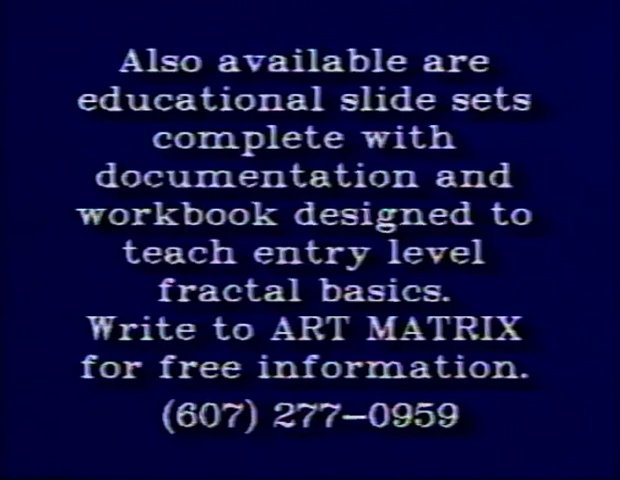 Also available are
educational slide sets
complete with
documentation and
workbook designed to
teach entry level
fractal basics.
Write to ART MATRIX
for free information.
(607) 277-0959